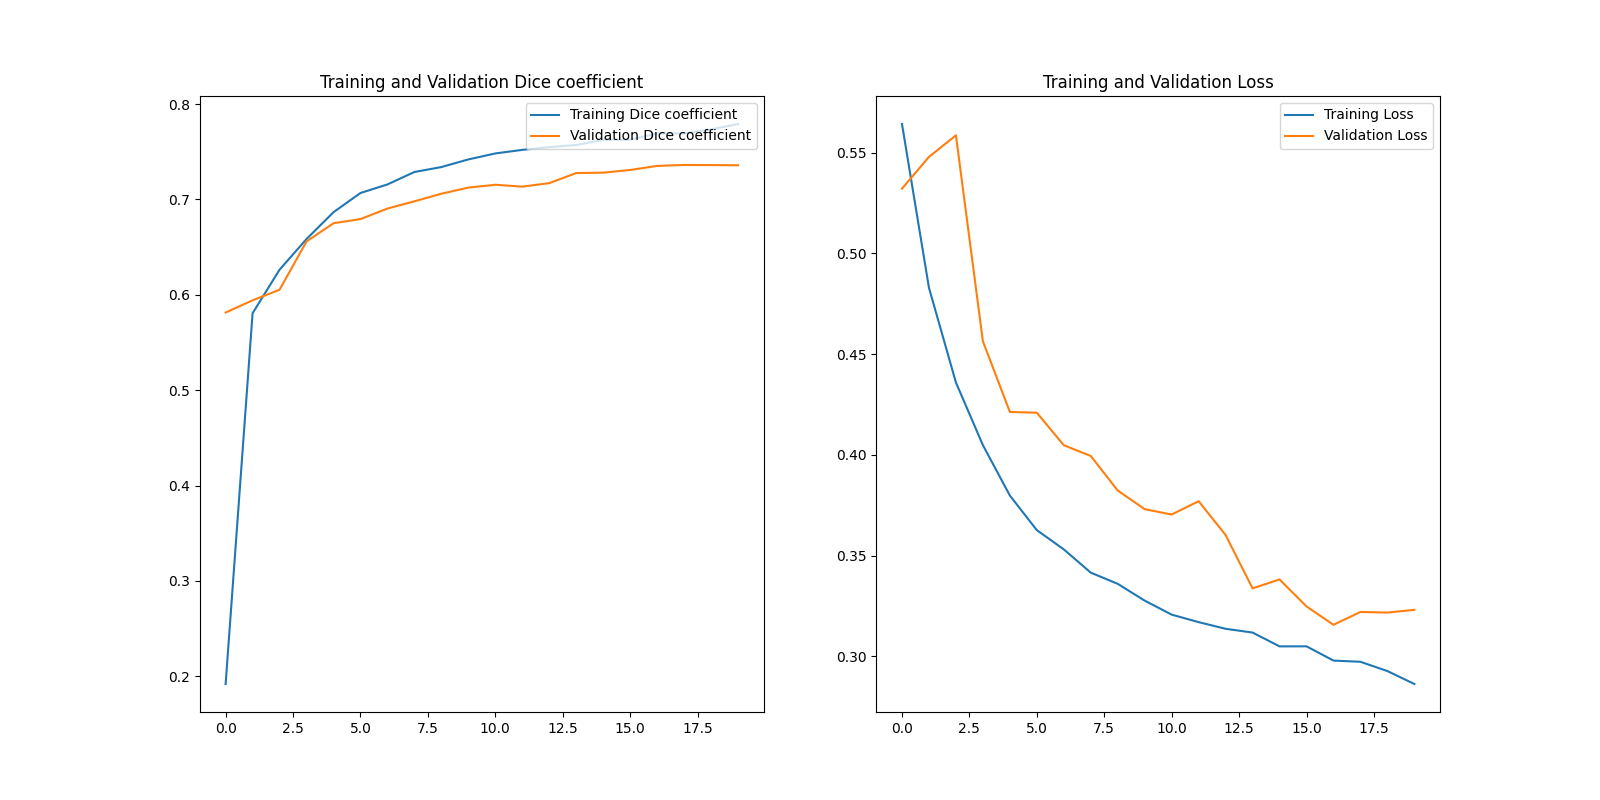 Training and Validation Dice coefficient
Training Dice coefficient
Validation Dice coefficient
0.8
0.7
0.6
0.5
0.4
0.3
0.2
0.0 2.5 5.0 7.5 10.0 12.5 15.0 17.5
Training and Validation Loss
Training Loss
Validation Loss
0.55
0.50
0.45
0.40
0.35
0.30
0.0 2.5 5.0 7.5 10.0 12.5 15.0 17.5